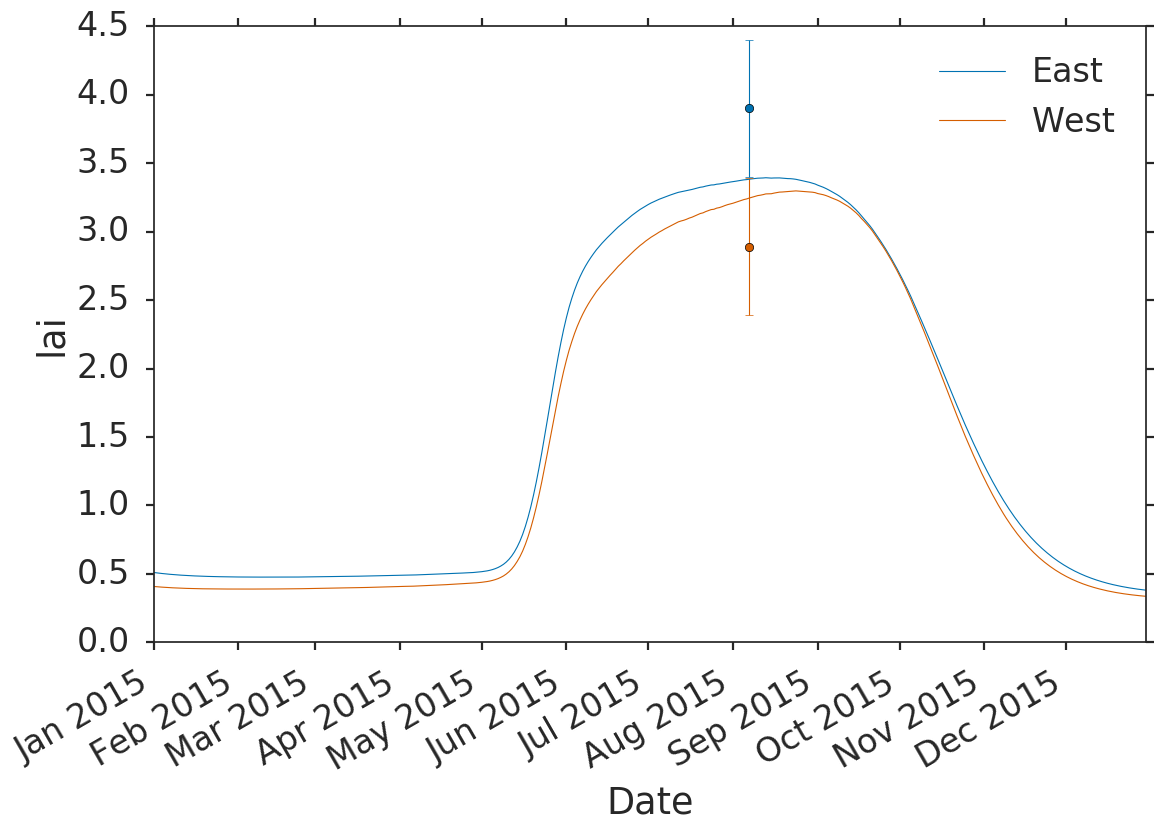 4.5
4.0
3.5
3.0
2.5
2.0
1.5
1.0
0.5
0.0
lai
East
West
Jan 2015
Feb 2015
Mar 2015
Apr 2015
May 2015
Jun 2015
Jul 2015
Aug 2015
Sep 2015
Oct 2015
Nov 2015
Dec 2015
Date